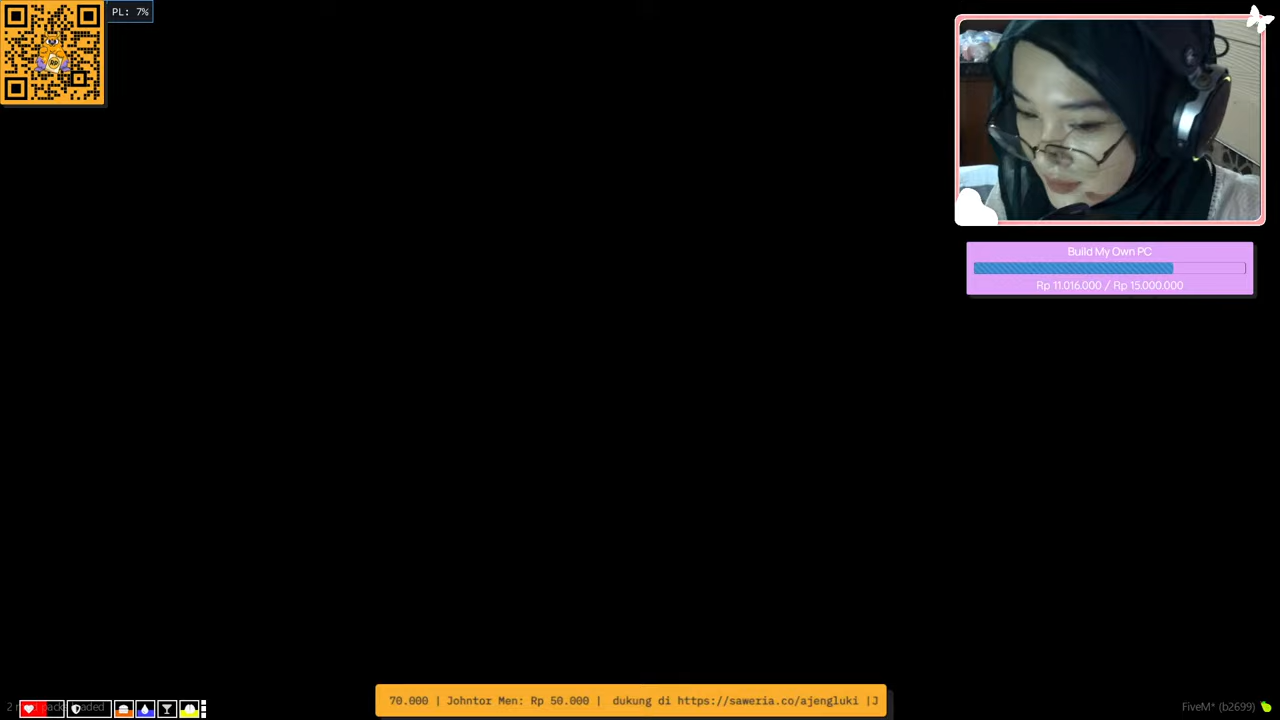 PL: 7%
RP
Build My Own PC
Rp 11.016.000 / Rp 15.000.000
70.000 | Johntor Men: Rp 50.000 | dukung di https://saweria.co/ajengluki |J
FiveM* (b2699)